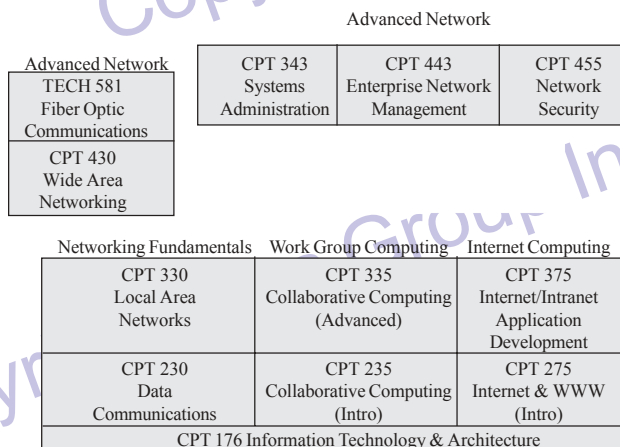 Advanced Network
CPT 343
Systems
Administration
CPT 443
Enterprise Network
Management
CPT 455
Network
Security
Advanced Network
TECH 581
Fiber Optic
Communications
CPT 430
Wide Area
Networking
Networking Fundamentals
Work Group Computing
Internet Computing
CPT 330
Local Area
Networks
CPT 335
Collaborative Computing
(Advanced)
CPT 375
Internet/Intranet
Application
Development
CPT 230
Data
Communications
CPT 235
Collaborative Computing
(Intro)
CPT 275
Internet & WWW
(Intro)
CPT 176 Information Technology & Architecture